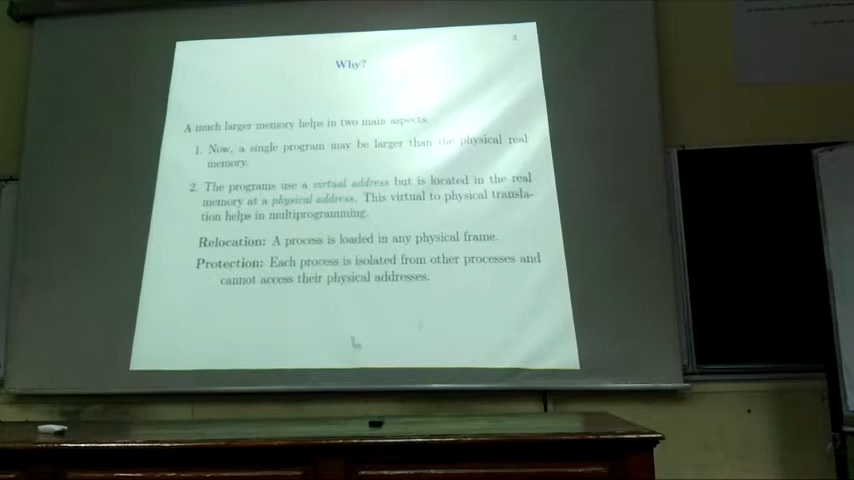 3
Why?
A much larger memory helps in two main aspects.
1. Now, a single program may be larger than the physical real
memory.
2. The programs use a virtual address but is located in the real
memory at a physical address. This virtual to physical transla-
tion helps in multiprogramming.
Relocation: A process is loaded in any physical frame.
Protection: Each process is isolated from other processes and
cannot access their physical addresses.